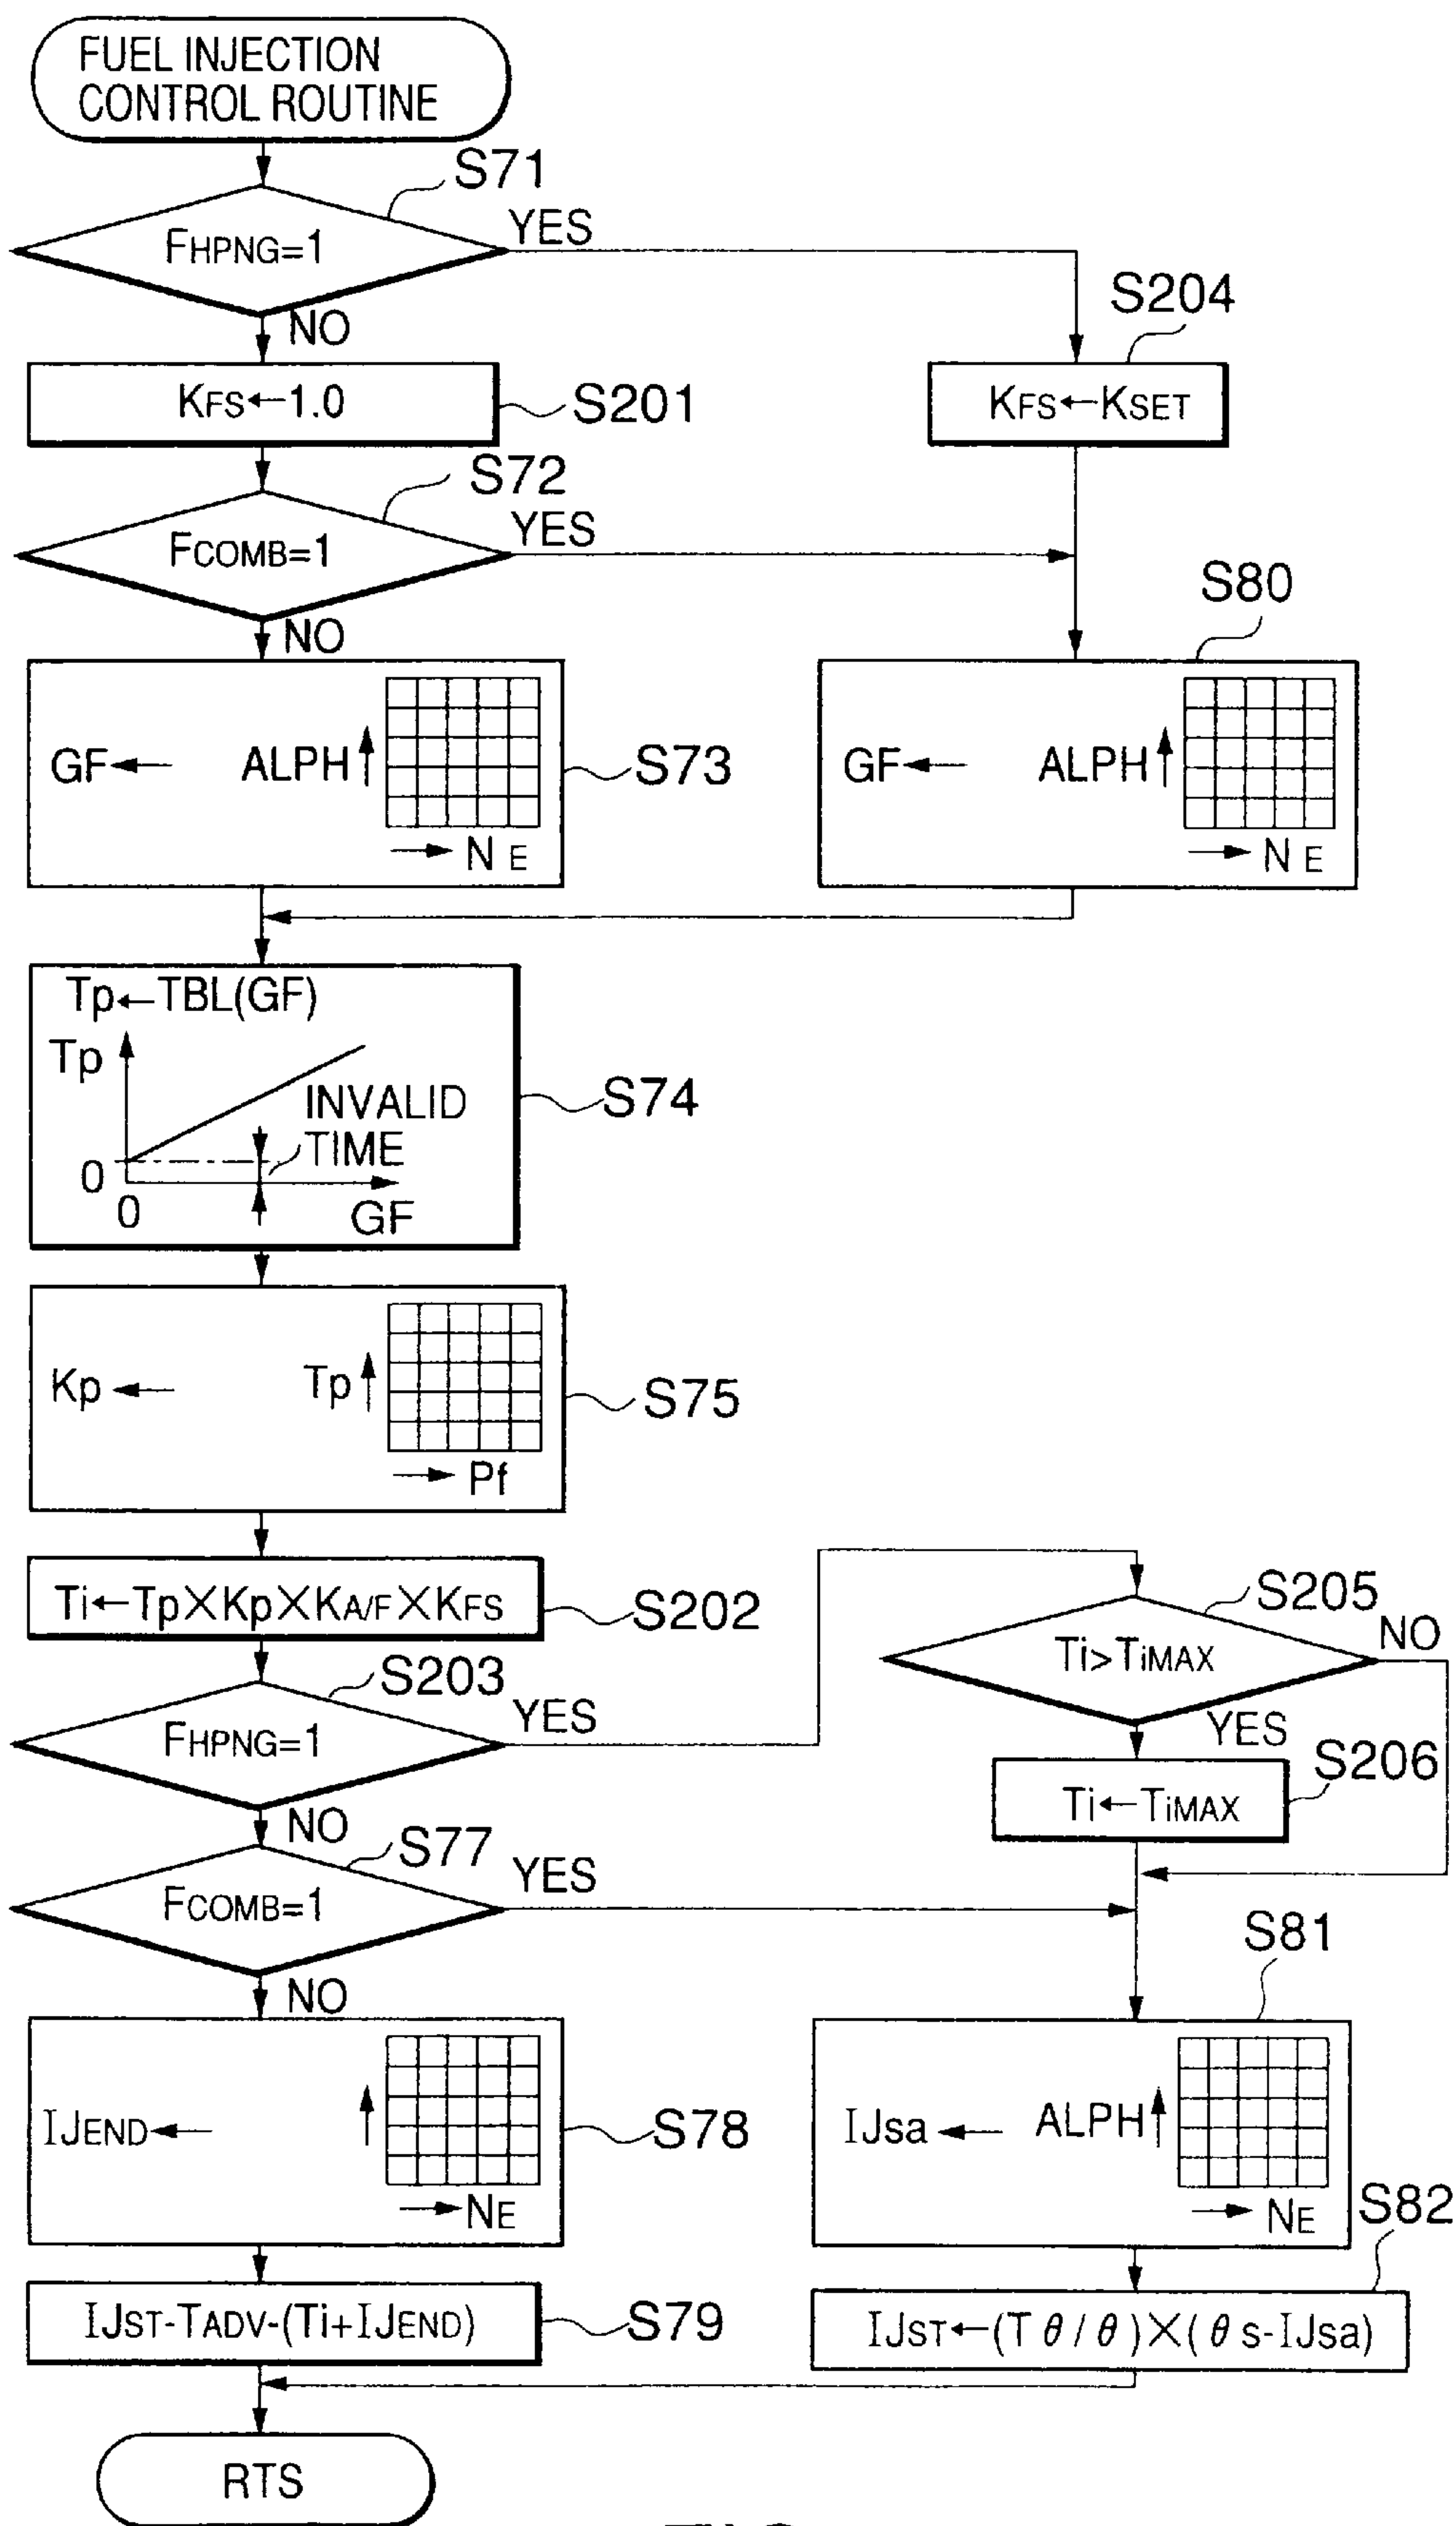 FUEL INJECTION
CONTROL ROUTINE
S71
FHPNG=1
YES
NO
S204
KFS←1.0
S201
KFS←KSET
S72
FCOMB=1
YES
NO
S80
GF←
ALPH↑
→NE
S73
GF←
ALPH↑
→NE
Tp←TBL(GF)
Tp
INVALID
TIME
0
0
GF
S74
Kp←
Tp↑
→Pf
S75
Ti←Tp×Kp×KA/F×KFS
S202
S205
Ti>TiMAX
NO
YES
S203
FHPNG=1
YES
NO
S206
Ti←TiMAX
S77
FCOMB=1
YES
NO
S81
IJEND←
↑
→NE
S78
IJsa←
ALPH↑
→NE
S82
IJST-TADV-(Ti+IJEND)
S79
IJST←(Tθ/θ)×(θs-IJsa)
RTS